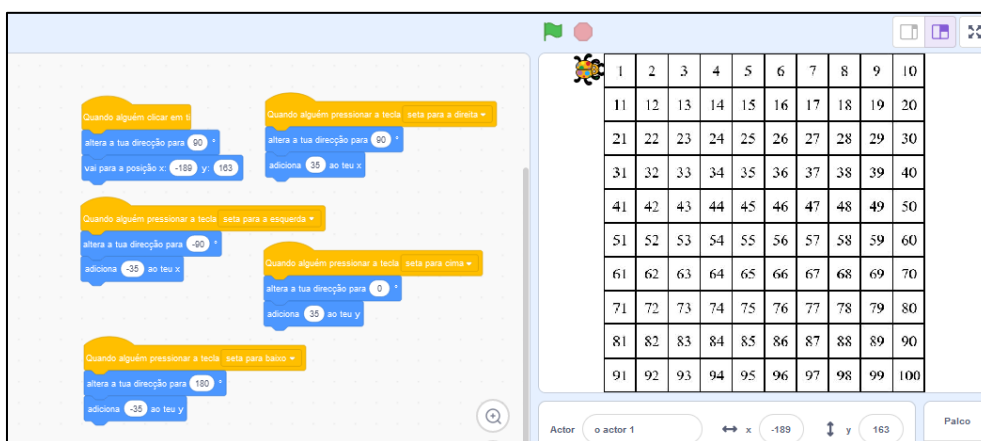 Quando alguém clicar em ti
altera a tua direcção para 90 °
vai para a posição x: -189 y: 163
Quando alguém pressionar a tecla seta para a direita
altera a tua direcção para 90 °
adiciona 35 ao teu x
Quando alguém pressionar a tecla seta para a esquerda
altera a tua direcção para -90 °
adiciona -35 ao teu x
Quando alguém pressionar a tecla seta para cima
altera a tua direcção para 0 °
adiciona 35 ao teu y
Quando alguém pressionar a tecla seta para baixo
altera a tua direcção para 180 °
adiciona -35 ao teu y
1 2 3 4 5 6 7 8 9 10
11 12 13 14 15 16 17 18 19 20
21 22 23 24 25 26 27 28 29 30
31 32 33 34 35 36 37 38 39 40
41 42 43 44 45 46 47 48 49 50
51 52 53 54 55 56 57 58 59 60
61 62 63 64 65 66 67 68 69 70
71 72 73 74 75 76 77 78 79 80
81 82 83 84 85 86 87 88 89 90
91 92 93 94 95 96 97 98 99 100
Actor o actor 1 x -189 y 163
Palco